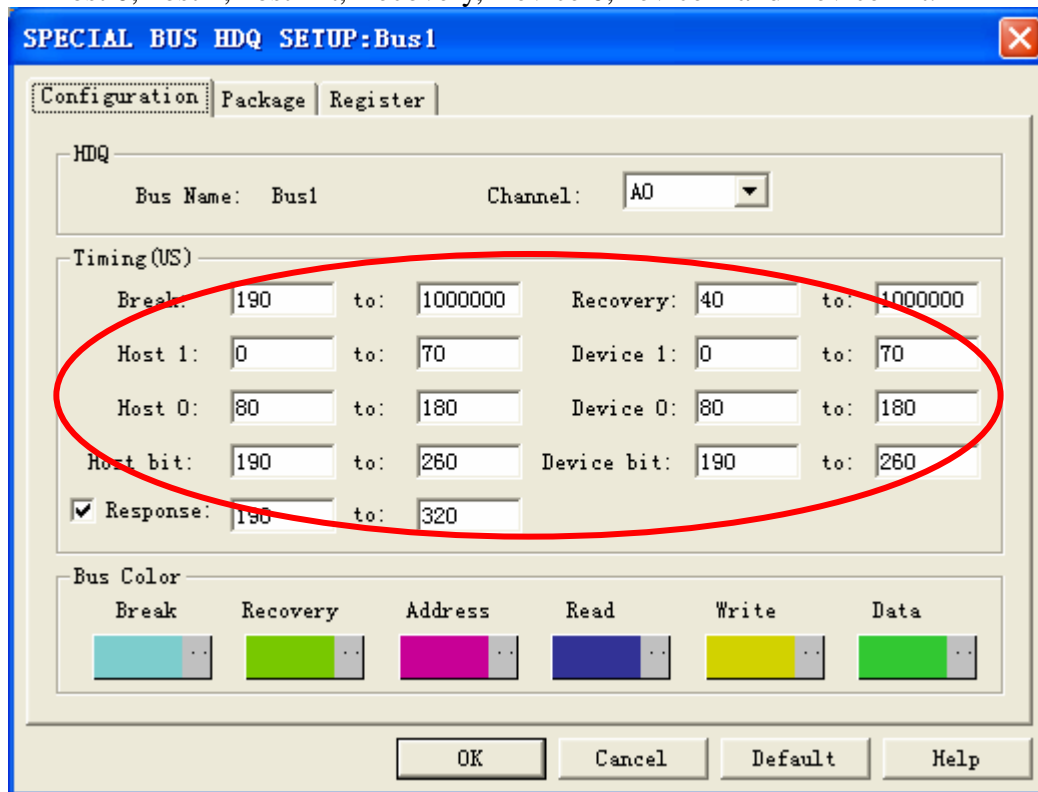 SPECIAL BUS HDQ SETUP:Bus1
Configuration Package Register
HDQ
Bus Name: Bus1 Channel: A0
Timing(US)
Break: 190 to: 1000000 Recovery: 40 to: 1000000
Host 1: 0 to: 70 Device 1: 0 to: 70
Host 0: 80 to: 180 Device 0: 80 to: 180
Host bit: 190 to: 260 Device bit: 190 to: 260
Response: 190 to: 320
Bus Color
Break Recovery Address Read Write Data
.. .. .. .. .. ..
OK Cancel Default Help